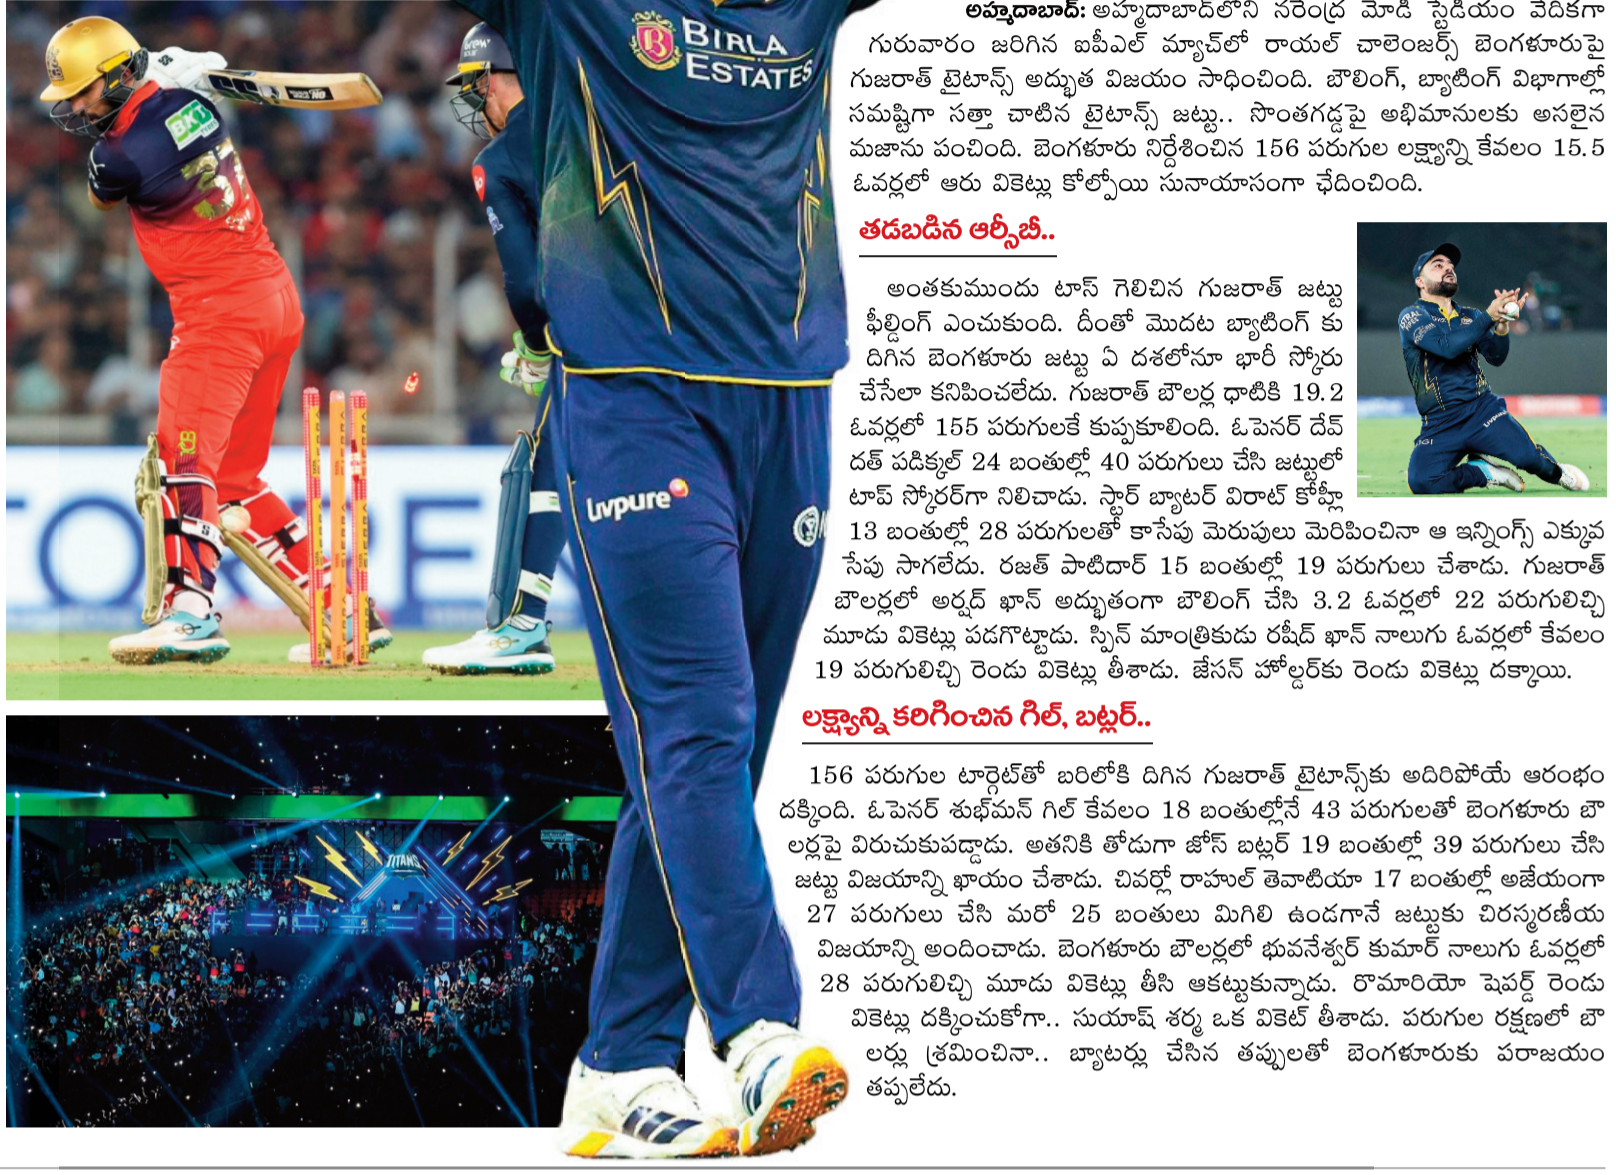 అహ్మదాబాద్: అహ్మదాబాద్‌లోని నరేంద్ర మోడీ స్టేడియం వేదికగా
గురువారం జరిగిన ఐపీఎల్ మ్యాచ్‌లో రాయల్ చాలెంజర్స్ బెంగళూరుపై
గుజరాత్ టైటాన్స్ అద్భుత విజయం సాధించింది. బౌలింగ్, బ్యాటింగ్ విభాగాల్లో
సమష్టిగా సత్తా చాటిన టైటాన్స్ జట్టు.. సొంతగడ్డపై అభిమానులకు అసలైన
మజాను పంచింది. బెంగళూరు నిర్దేశించిన 156 పరుగుల లక్ష్యాన్ని కేవలం 15.5
ఓవర్లలో ఆరు వికెట్లు కోల్పోయి సునాయాసంగా ఛేదించింది.
తడబడిన ఆర్సీబీ..
అంతకుముందు టాస్ గెలిచిన గుజరాత్ జట్టు
ఫీల్డింగ్ ఎంచుకుంది. దీంతో మొదట బ్యాటింగ్ కు
దిగిన బెంగళూరు జట్టు ఏ దశలోనూ భారీ స్కోరు
చేసేలా కనిపించలేదు. గుజరాత్ బౌలర్ల ధాటికి 19.2
ఓవర్లలో 155 పరుగులకే కుప్పకూలింది. ఓపెనర్ దేవ్
దత్ పడిక్కల్ 24 బంతుల్లో 40 పరుగులు చేసి జట్టులో
టాప్ స్కోరర్‌గా నిలిచాడు. స్టార్ బ్యాటర్ విరాట్ కోహ్లీ
13 బంతుల్లో 28 పరుగులతో కాసేపు మెరుపులు మెరిపించినా ఆ ఇన్నింగ్స్ ఎక్కువ
సేపు సాగలేదు. రజత్ పాటిదార్ 15 బంతుల్లో 19 పరుగులు చేశాడు. గుజరాత్
బౌలర్లలో అర్షద్ ఖాన్ అద్భుతంగా బౌలింగ్ చేసి 3.2 ఓవర్లలో 22 పరుగులిచ్చి
మూడు వికెట్లు పడగొట్టాడు. స్పిన్ మాంత్రికుడు రషీద్ ఖాన్ నాలుగు ఓవర్లలో కేవలం
19 పరుగులిచ్చి రెండు వికెట్లు తీశాడు. జేసన్ హోల్డర్‌కు రెండు వికెట్లు దక్కాయి.
లక్ష్యాన్ని కరిగించిన గిల్, బట్లర్..
156 పరుగుల టార్గెట్‌తో బరిలోకి దిగిన గుజరాత్ టైటాన్స్‌కు అదిరిపోయే ఆరంభం
దక్కింది. ఓపెనర్ శుభ్‌మన్ గిల్ కేవలం 18 బంతుల్లోనే 43 పరుగులతో బెంగళూరు బౌ
లర్లపై విరుచుకుపడ్డాడు. అతనికి తోడుగా జోస్ బట్లర్ 19 బంతుల్లో 39 పరుగులు చేసి
జట్టు విజయాన్ని ఖాయం చేశాడు. చివర్లో రాహుల్ తెవాటియా 17 బంతుల్లో అజేయంగా
27 పరుగులు చేసి మరో 25 బంతులు మిగిలి ఉండగానే జట్టుకు చిరస్మరణీయ
విజయాన్ని అందించాడు. బెంగళూరు బౌలర్లలో భువనేశ్వర్ కుమార్ నాలుగు ఓవర్లలో
28 పరుగులిచ్చి మూడు వికెట్లు తీసి ఆకట్టుకున్నాడు. రొమారియో షెపర్డ్ రెండు
వికెట్లు దక్కించుకోగా.. సుయాష్ శర్మ ఒక వికెట్ తీశాడు. పరుగుల రక్షణలో బౌ
లర్లు శ్రమించినా.. బ్యాటర్లు చేసిన తప్పులతో బెంగళూరుకు పరాజయం
తప్పలేదు.
BIRLA
ESTATES
Livpure
BKT
TITANS
Livpure